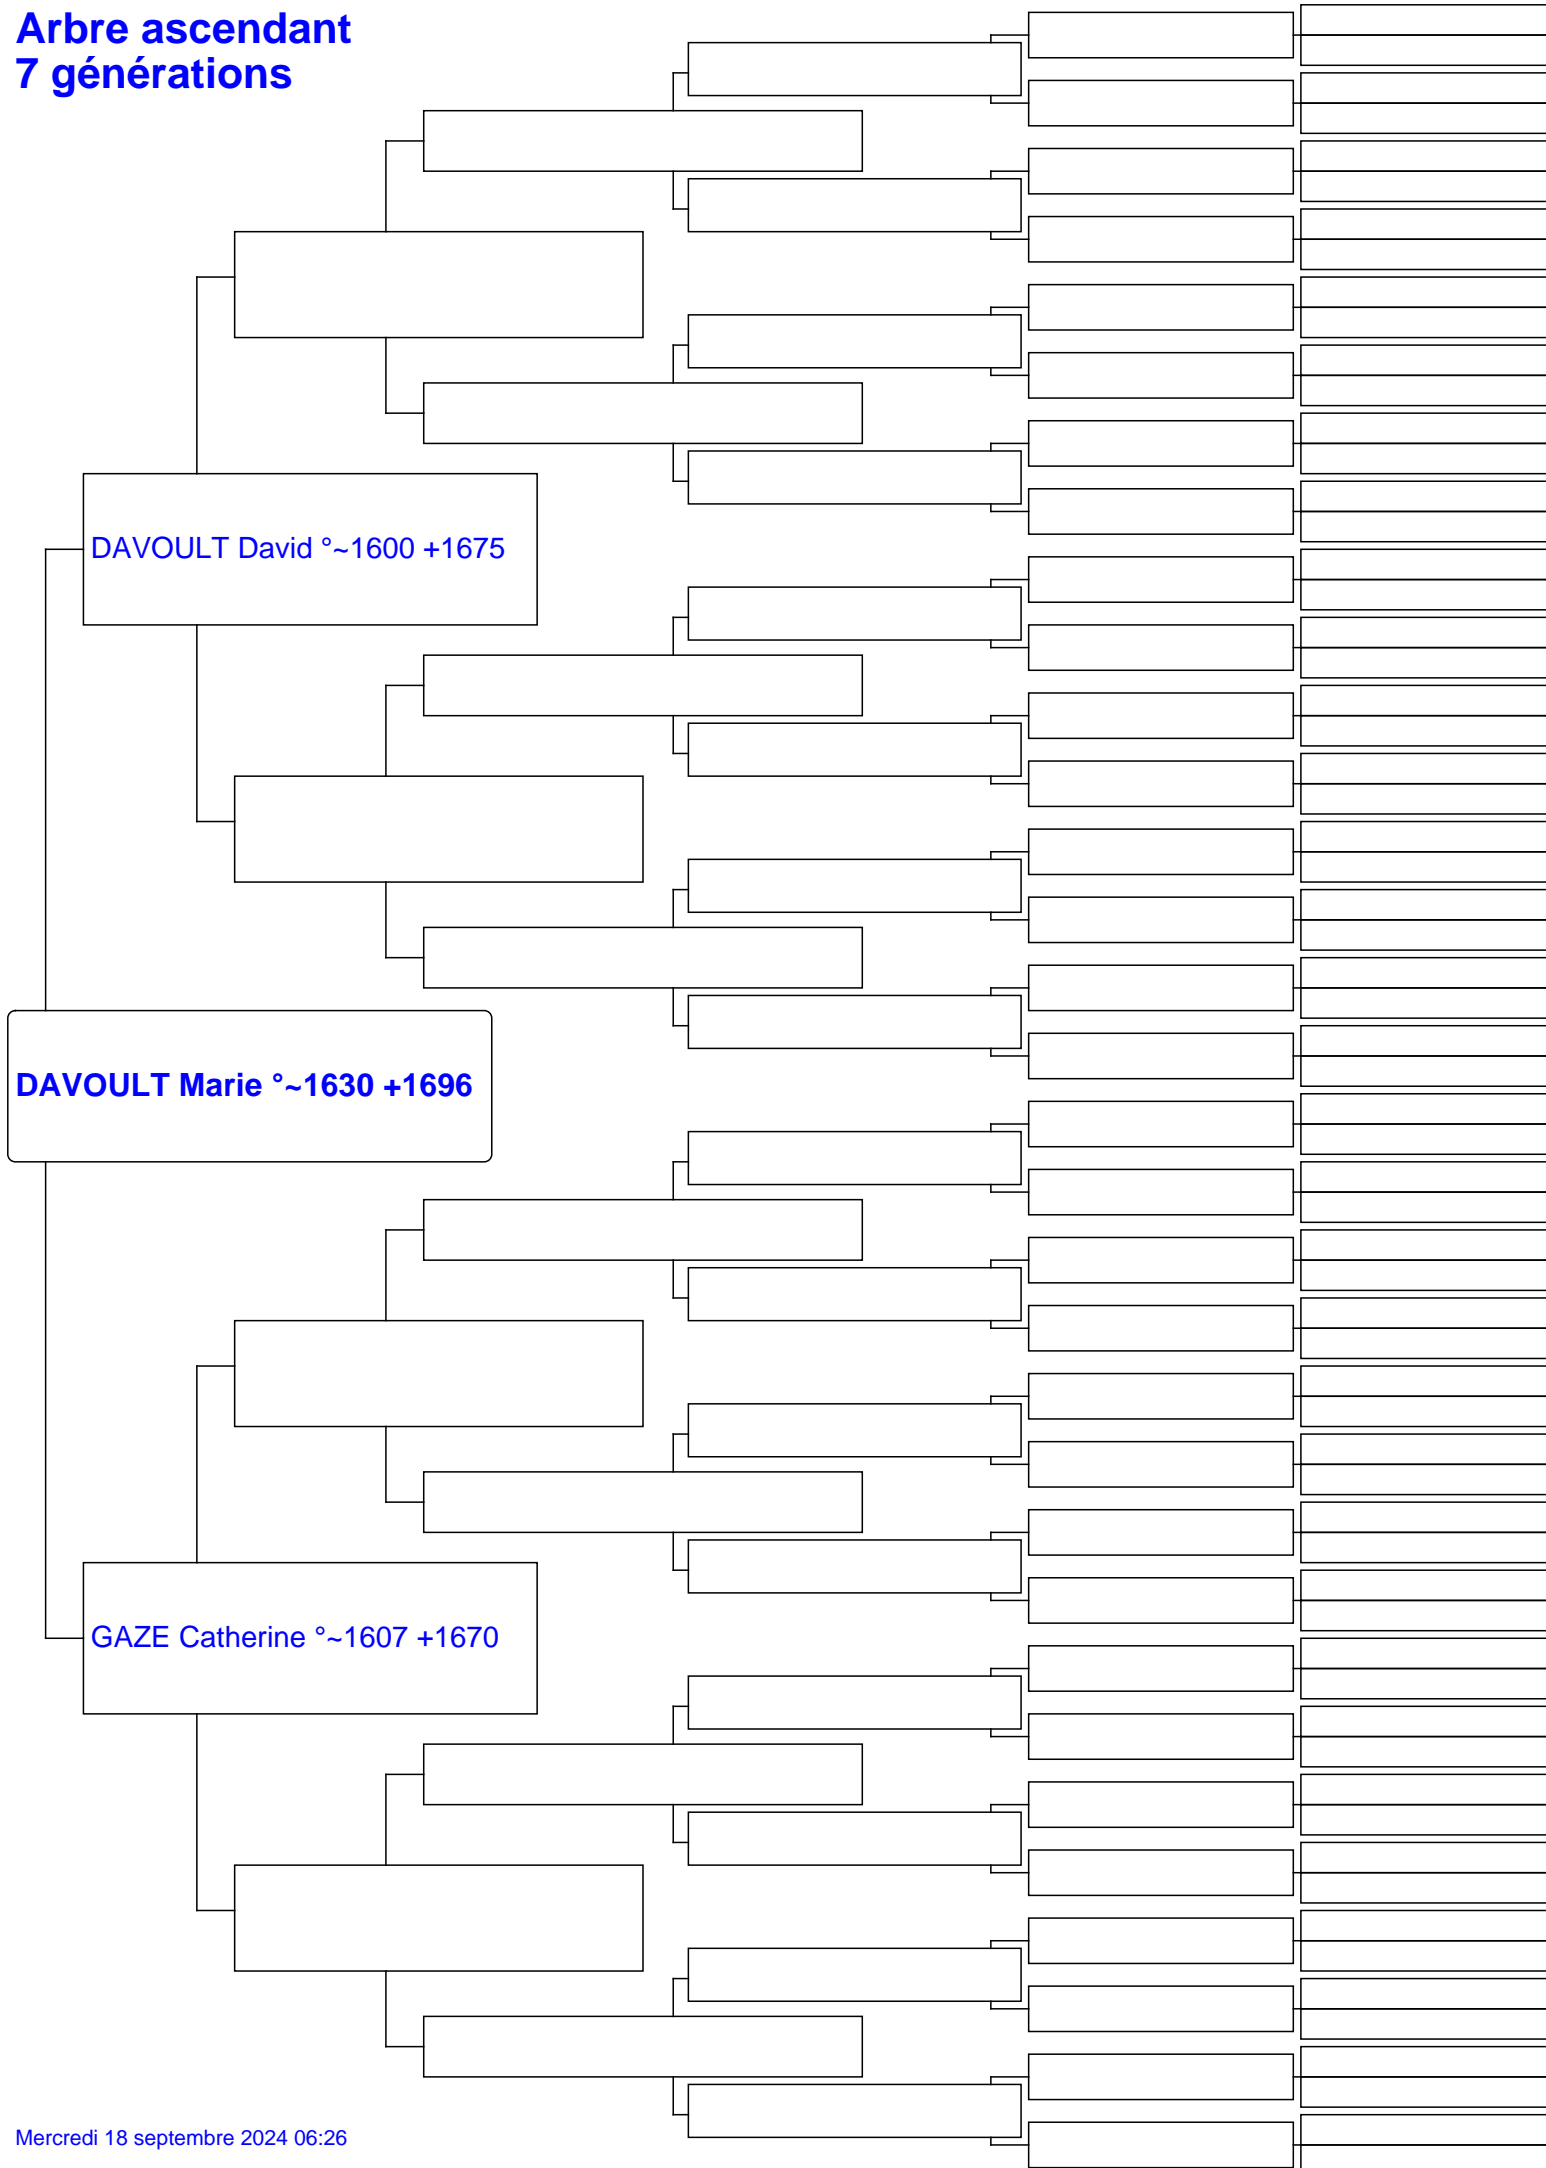 Arbre ascendant
7 générations
DAVOULT David °~1600 +1675
DAVOULT Marie °~1630 +1696
GAZE Catherine °~1607 +1670
Mercredi 18 septembre 2024 06:26